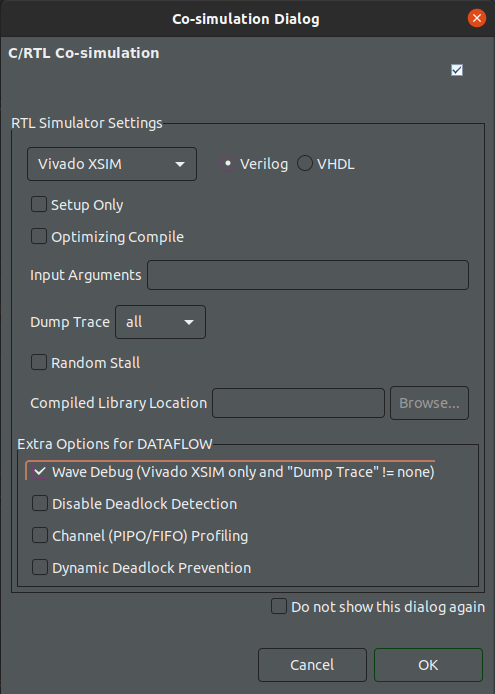 Co-simulation Dialog
C/RTL Co-simulation
RTL Simulator Settings
Vivado XSIM Verilog VHDL
Setup Only
Optimizing Compile
Input Arguments
Dump Trace all
Random Stall
Compiled Library Location Browse...
Extra Options for DATAFLOW
Wave Debug (Vivado XSIM only and "Dump Trace" != none)
Disable Deadlock Detection
Channel (PIPO/FIFO) Profiling
Dynamic Deadlock Prevention
Do not show this dialog again
Cancel OK